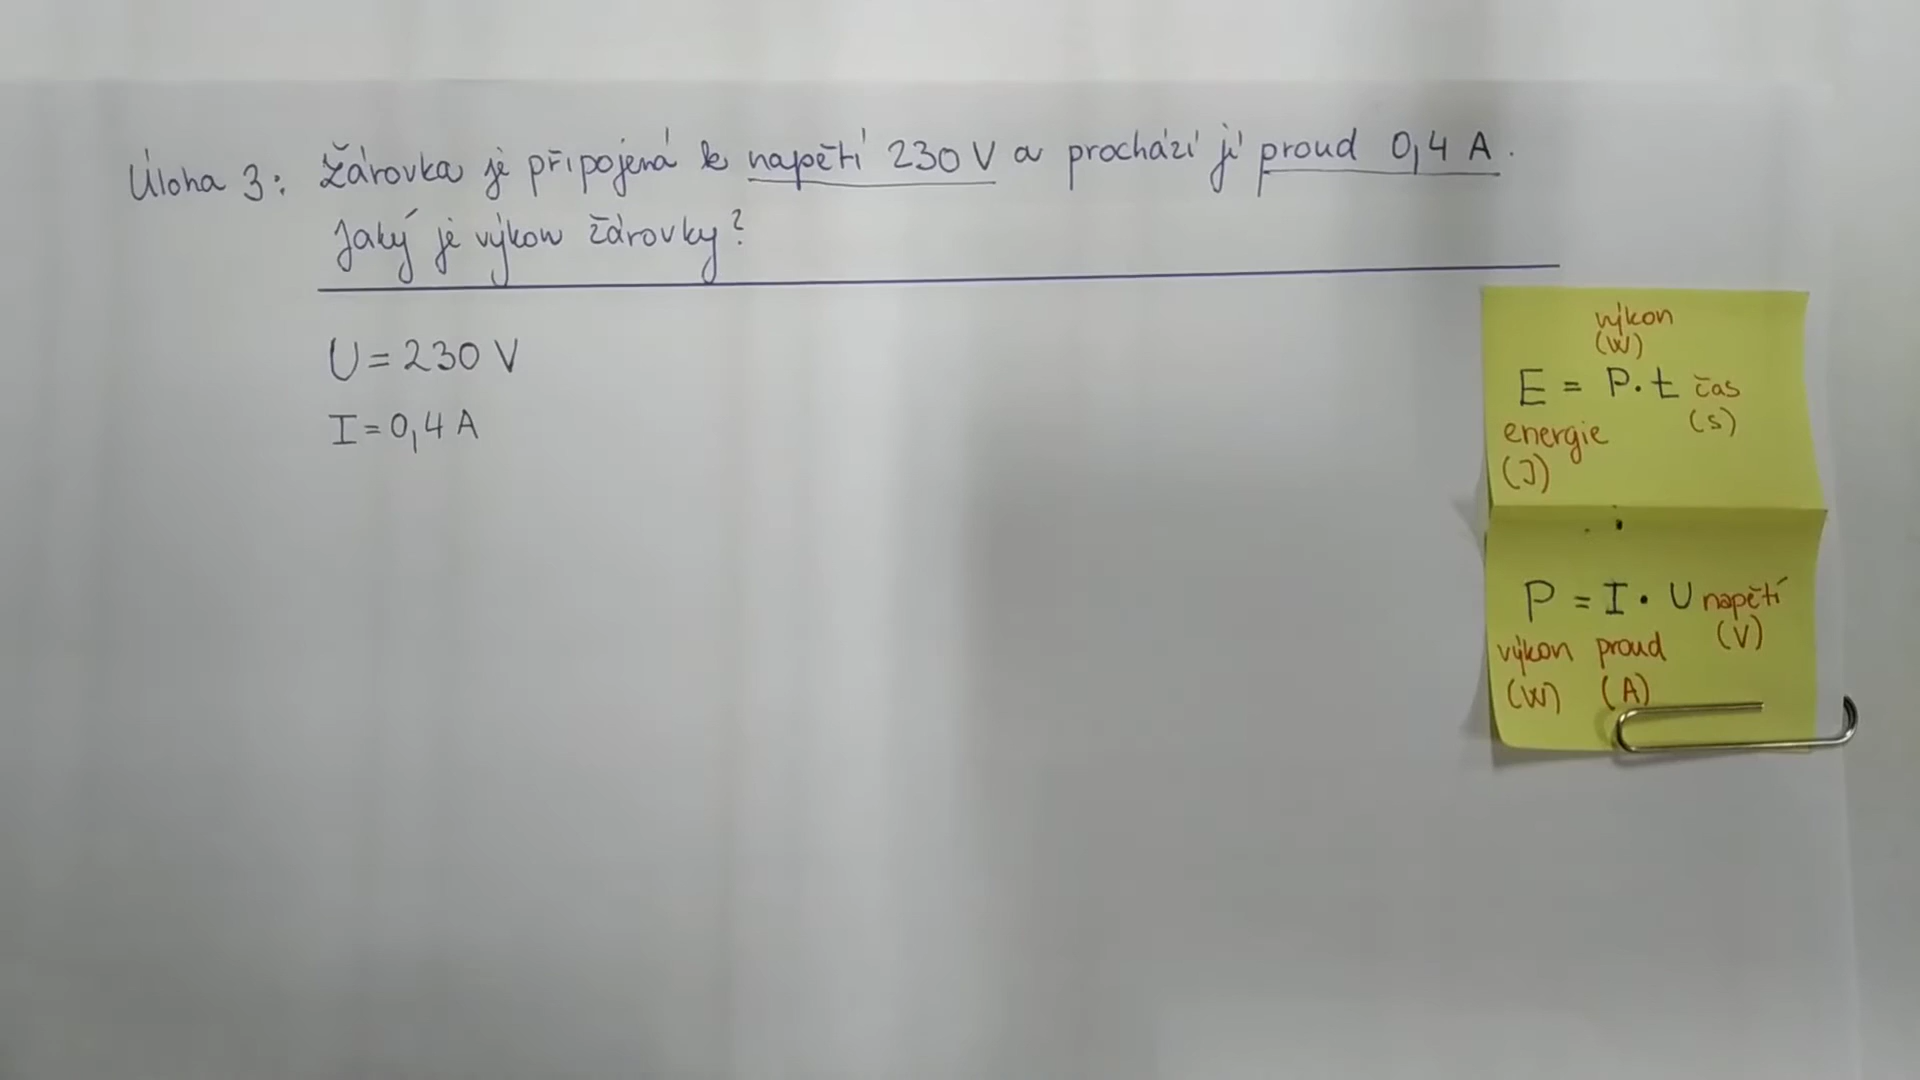 Úloha 3: Žárovka je připojená k napětí 230 V a prochází jí proud 0,4 A.
Jaký je výkon žárovky?
U = 230 V
I = 0,4 A
výkon
(W)
E = P·t čas
(s)
energie
(J)
P = I · U napětí
(V)
výkon proud
(W) (A)